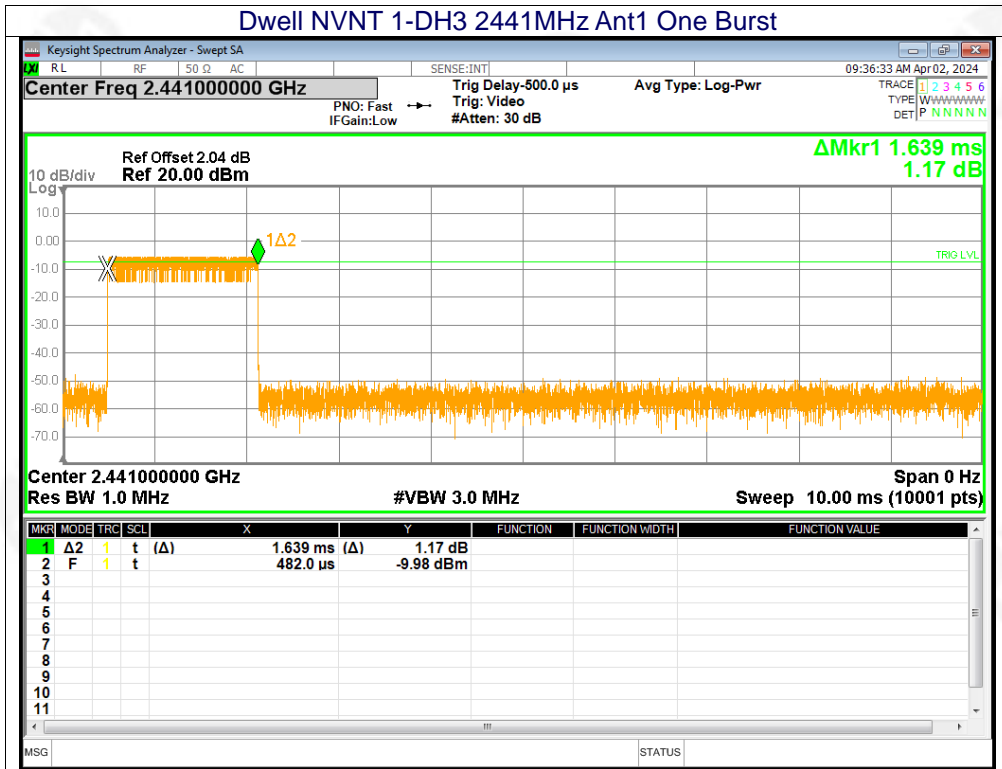 Dwell NVNT 1-DH3 2441MHz Ant1 One Burst
Keysight Spectrum Analyzer - Swept SA
LXI RL RF 50 Ω AC SENSE:INT 09:36:33 AM Apr 02, 2024
Center Freq 2.441000000 GHz
PNO: Fast
IFGain:Low
Trig Delay-500.0 µs
Trig: Video
#Atten: 30 dB
Avg Type: Log-Pwr
TRACE 1 2 3 4 5 6
TYPE WWWWWWW
DET P N N N N N
ΔMkr1 1.639 ms
1.17 dB
Ref Offset 2.04 dB
10 dB/div Ref 20.00 dBm
Log
10.0
0.00
-10.0
-20.0
-30.0
-40.0
-50.0
-60.0
-70.0
1Δ2
TRIG LVL
Center 2.441000000 GHz Span 0 Hz
Res BW 1.0 MHz #VBW 3.0 MHz Sweep 10.00 ms (10001 pts)
MKR MODE TRC SCL X Y FUNCTION FUNCTION WIDTH FUNCTION VALUE
1 Δ2 1 t (Δ) 1.639 ms (Δ) 1.17 dB
2 F 1 t 482.0 µs -9.98 dBm
3
4
5
6
7
8
9
10
11
MSG STATUS